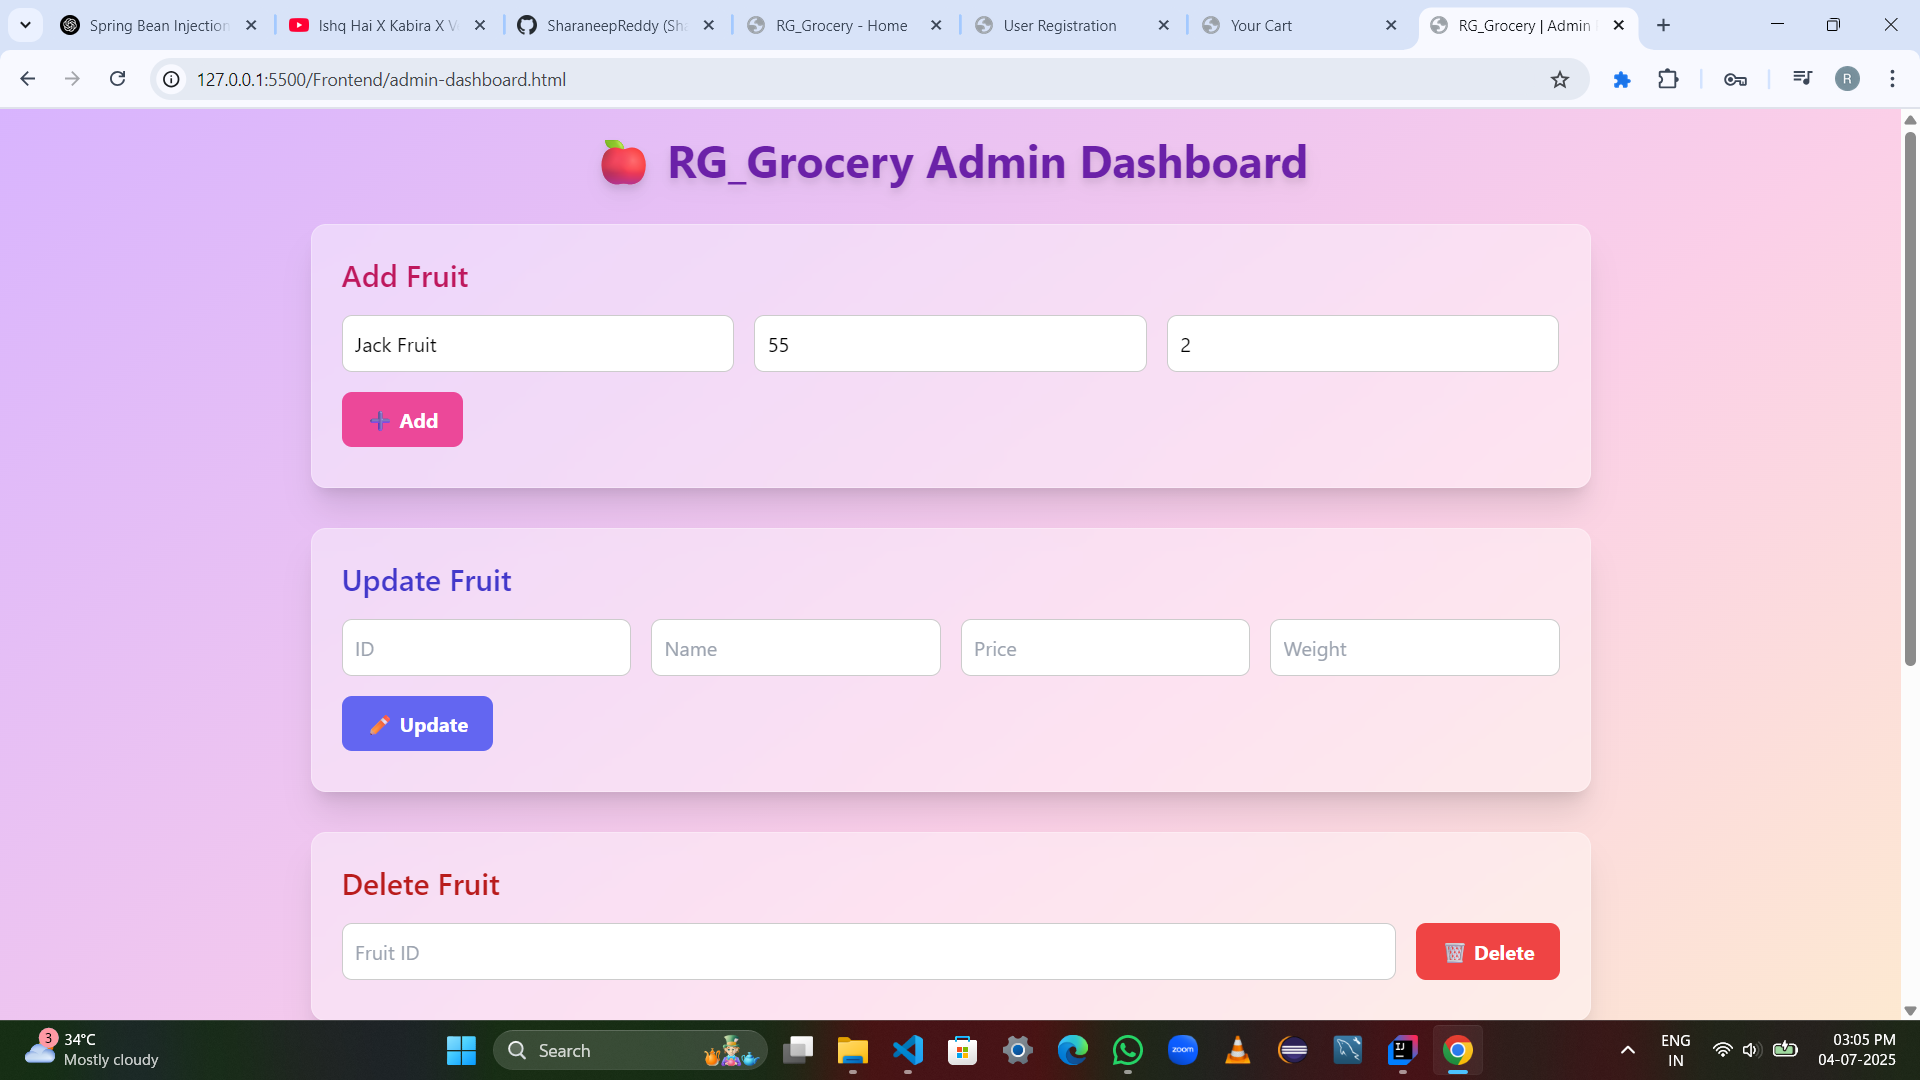 Spring Bean Injection
Ishq Hai X Kabira X V
SharaneepReddy (Sha
RG_Grocery - Home
User Registration
Your Cart
RG_Grocery | Admin
127.0.0.1:5500/Frontend/admin-dashboard.html
R
RG_Grocery Admin Dashboard
Add Fruit
Jack Fruit
55
2
Add
Update Fruit
ID
Name
Price
Weight
Update
Delete Fruit
Fruit ID
Delete
3
34°C
Mostly cloudy
Search
zoom
IJ
ENG
IN
03:05 PM
04-07-2025